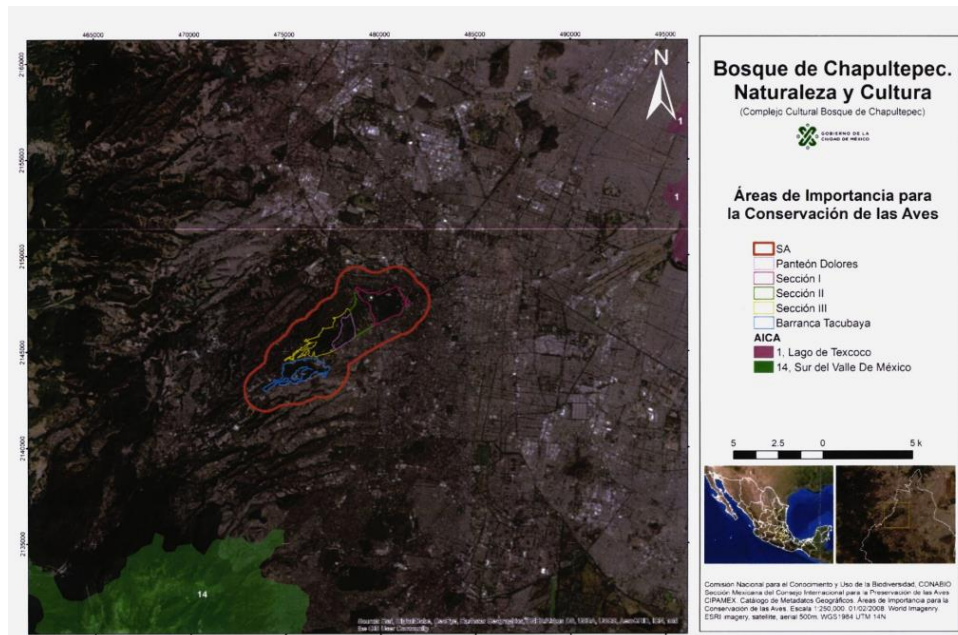 465000 470000 475000 480000 485000 490000 495000
2160000
2155000
2150000
2145000
2140000
2135000
N
1
1
14
Bosque de Chapultepec.
Naturaleza y Cultura
(Complejo Cultural Bosque de Chapultepec)
GOBIERNO DE LA
CIUDAD DE MÉXICO
Áreas de Importancia para
la Conservación de las Aves
SA
Panteón Dolores
Sección I
Sección II
Sección III
Barranca Tacubaya
AICA
1, Lago de Texcoco
14, Sur del Valle De México
5 2.5 0 5 k
Comisión Nacional para el Conocimiento y Uso de la Biodiversidad, CONABIO
Sección Mexicana del Consejo Internacional para la Preservación de las Aves
CIPAMEX. Catálogo de Metadatos Geográficos. Áreas de Importancia para la
Conservación de las Aves. Escala 1:250,000. 01/02/2008. World Imagenry
ESRI imagery, satellite, aerial 500m. WGS1984 UTM 14N